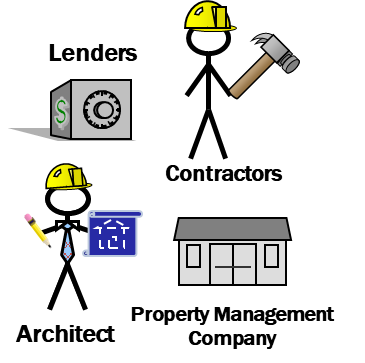 Lenders
$
Contractors
Architect
Property Management
Company